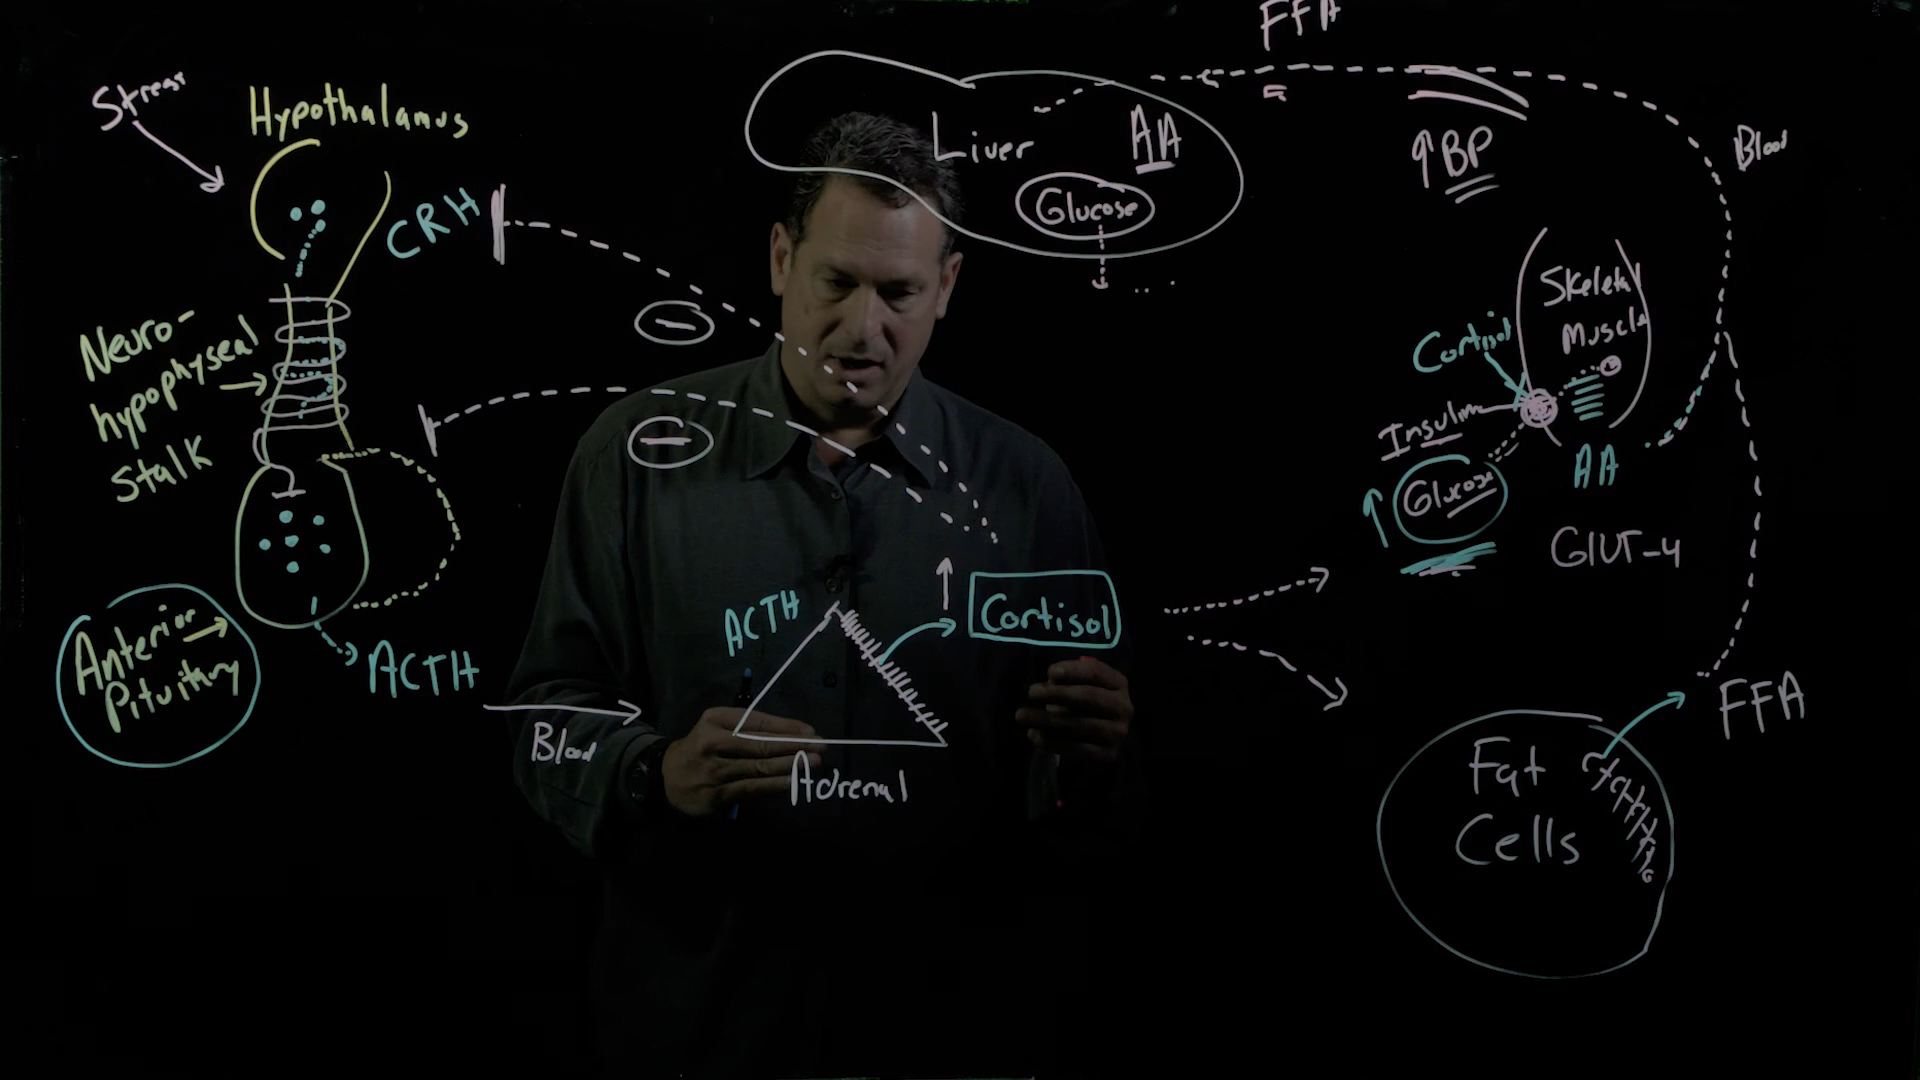 Stress
Hypothalamus
CRH
Neuro-
hypophyseal
Stalk
Anterior
Pituitary
ACTH
Blood
ACTH
Adrenal
Cortisol
Liver
AA
Glucose
FFA
↑BP
Blood
Skeletal
Muscle
Cortisol
Insulin
↑ Glucose
AA
GLUT-4
Fat
Cells
FFA